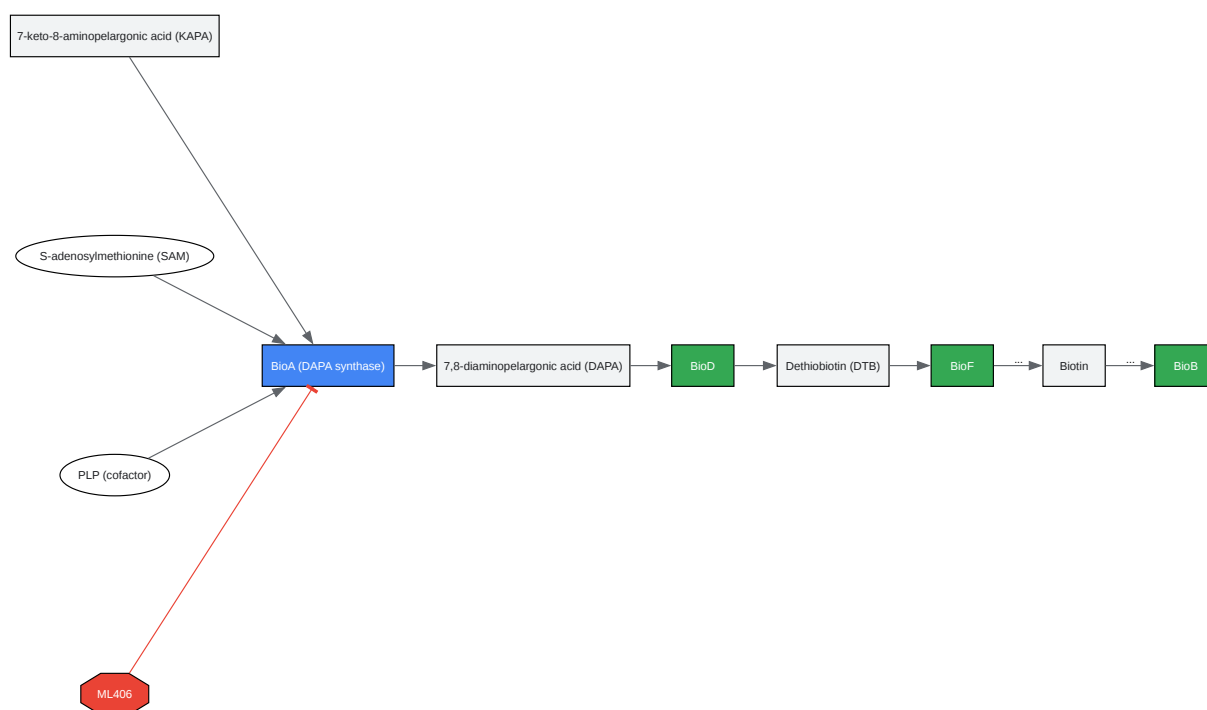 7-keto-8-aminopelargonic acid (KAPA)
S-adenosylmethionine (SAM)
BioA (DAPA synthase)
7,8-diaminopelargonic acid (DAPA)
BioD
Dethiobiotin (DTB)
BioF
...
Biotin
...
BioB
PLP (cofactor)
ML406